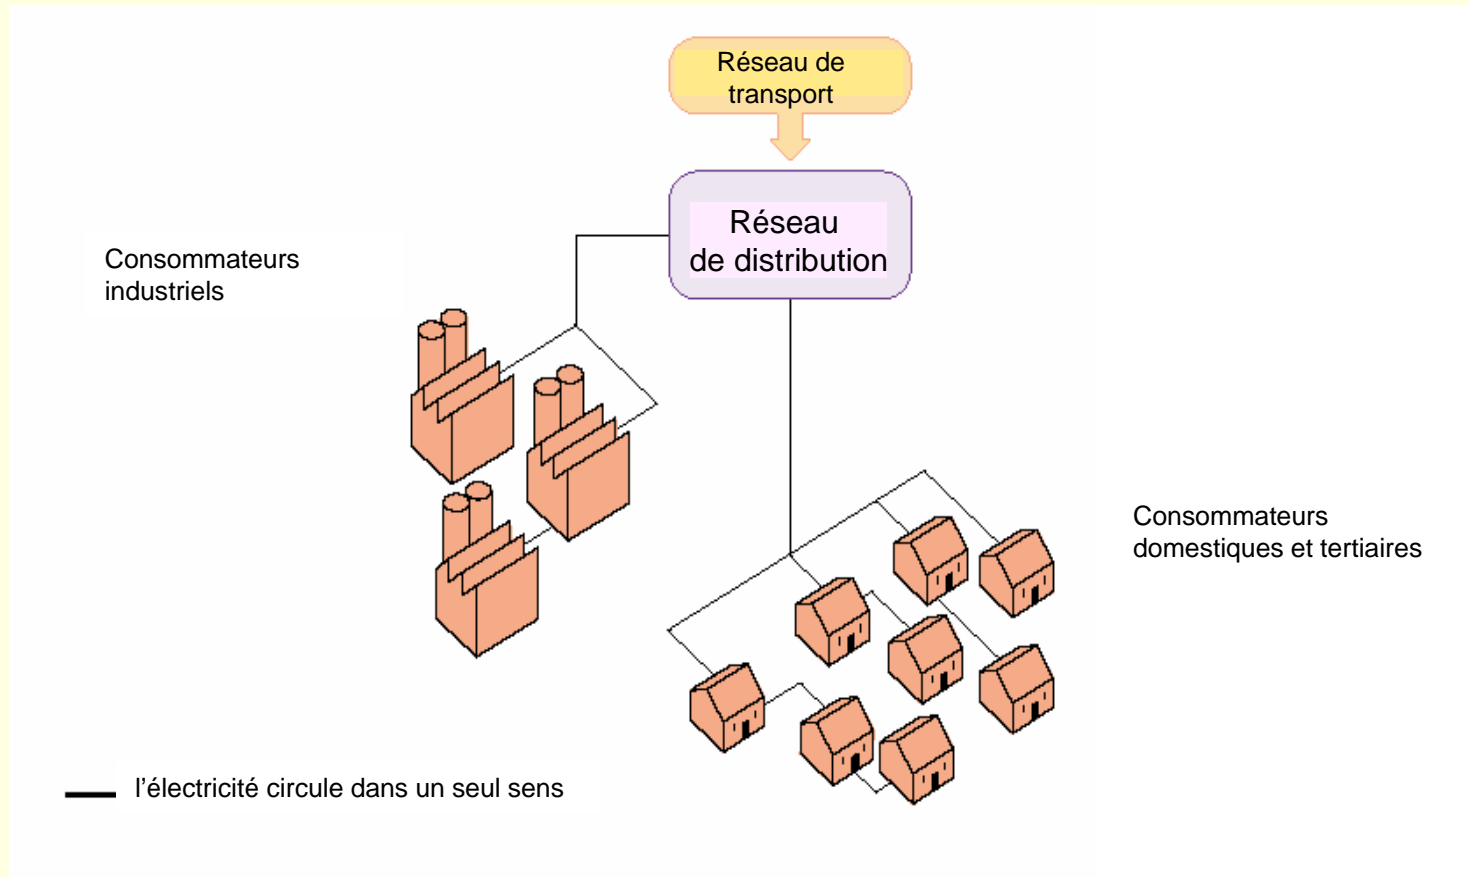 Réseau de
transport
Réseau
de distribution
Consommateurs
industriels
Consommateurs
domestiques et tertiaires
l’électricité circule dans un seul sens